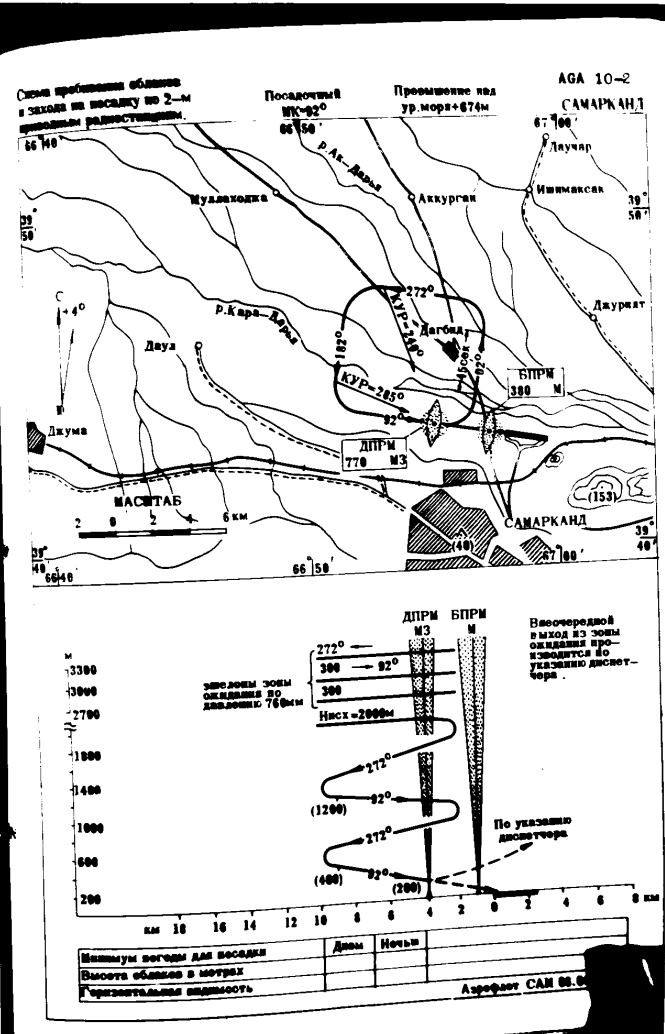 Схема пробивания облаков
и захода на посадку по 2-м
приводным радиостанциям.
Посадочный
МК=92°
Превышение над
ур.моря+674м
AGA 10-2
САМАРКАНД
66° 40′
66° 50′
67° 00′
39°
50′
39°
50′
Даучар
Муллаходжа
р.Ак-Дарья
Аккурган
Ишимаксак
С
+4°
р.Кара-Дарья
272°
КУР=240°
Дагбид
Джурият
Даул
182°
45сек
02°
БПРМ
380 М
КУР=285°
92°
Джума
ДПРМ
770 МЗ
МАСШТАБ
2 0 2 4 6 км
(153)
САМАРКАНД
(40)
39°
40
66°40
66° 50′
67° 00′
39°
40′
ДПРМ
МЗ
БПРМ
М
Внеочередной
выход из зоны
ожидания про-
изводится по
указанию диспет-
чера.
м
3300
3000
2700
1800
1400
1000
600
200
эшелоны зоны
ожидания по
давлению 760мм
272°
300 92°
300
Нисх=2000м
272°
(1200) 92°
272°
(400) 92° (200)
По указанию
диспетчера
км 18 16 14 12 10 8 6 4 2 0 2 4 6 8 км
Минимум погоды для посадки Днем Ночью
Высота облаков в метрах
Горизонтальная видимость
Аэрофлот САИ